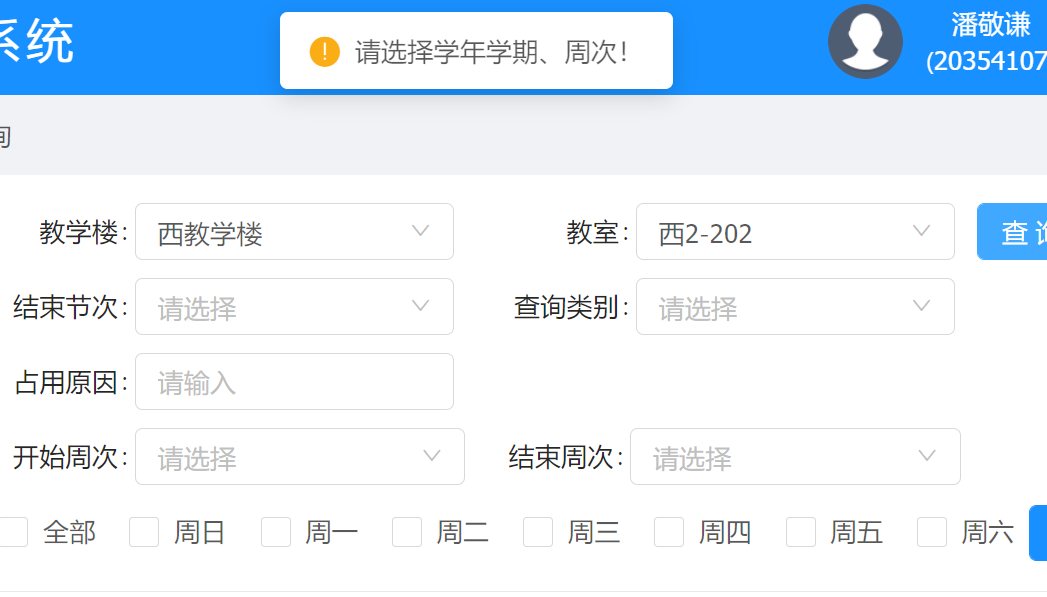 系统
请选择学年学期、周次！
潘敬谦
(20354107
询
教学楼:
西教学楼
教室:
西2-202
查询
结束节次:
请选择
查询类别:
请选择
占用原因:
请输入
开始周次:
请选择
结束周次:
请选择
全部 周日 周一 周二 周三 周四 周五 周六